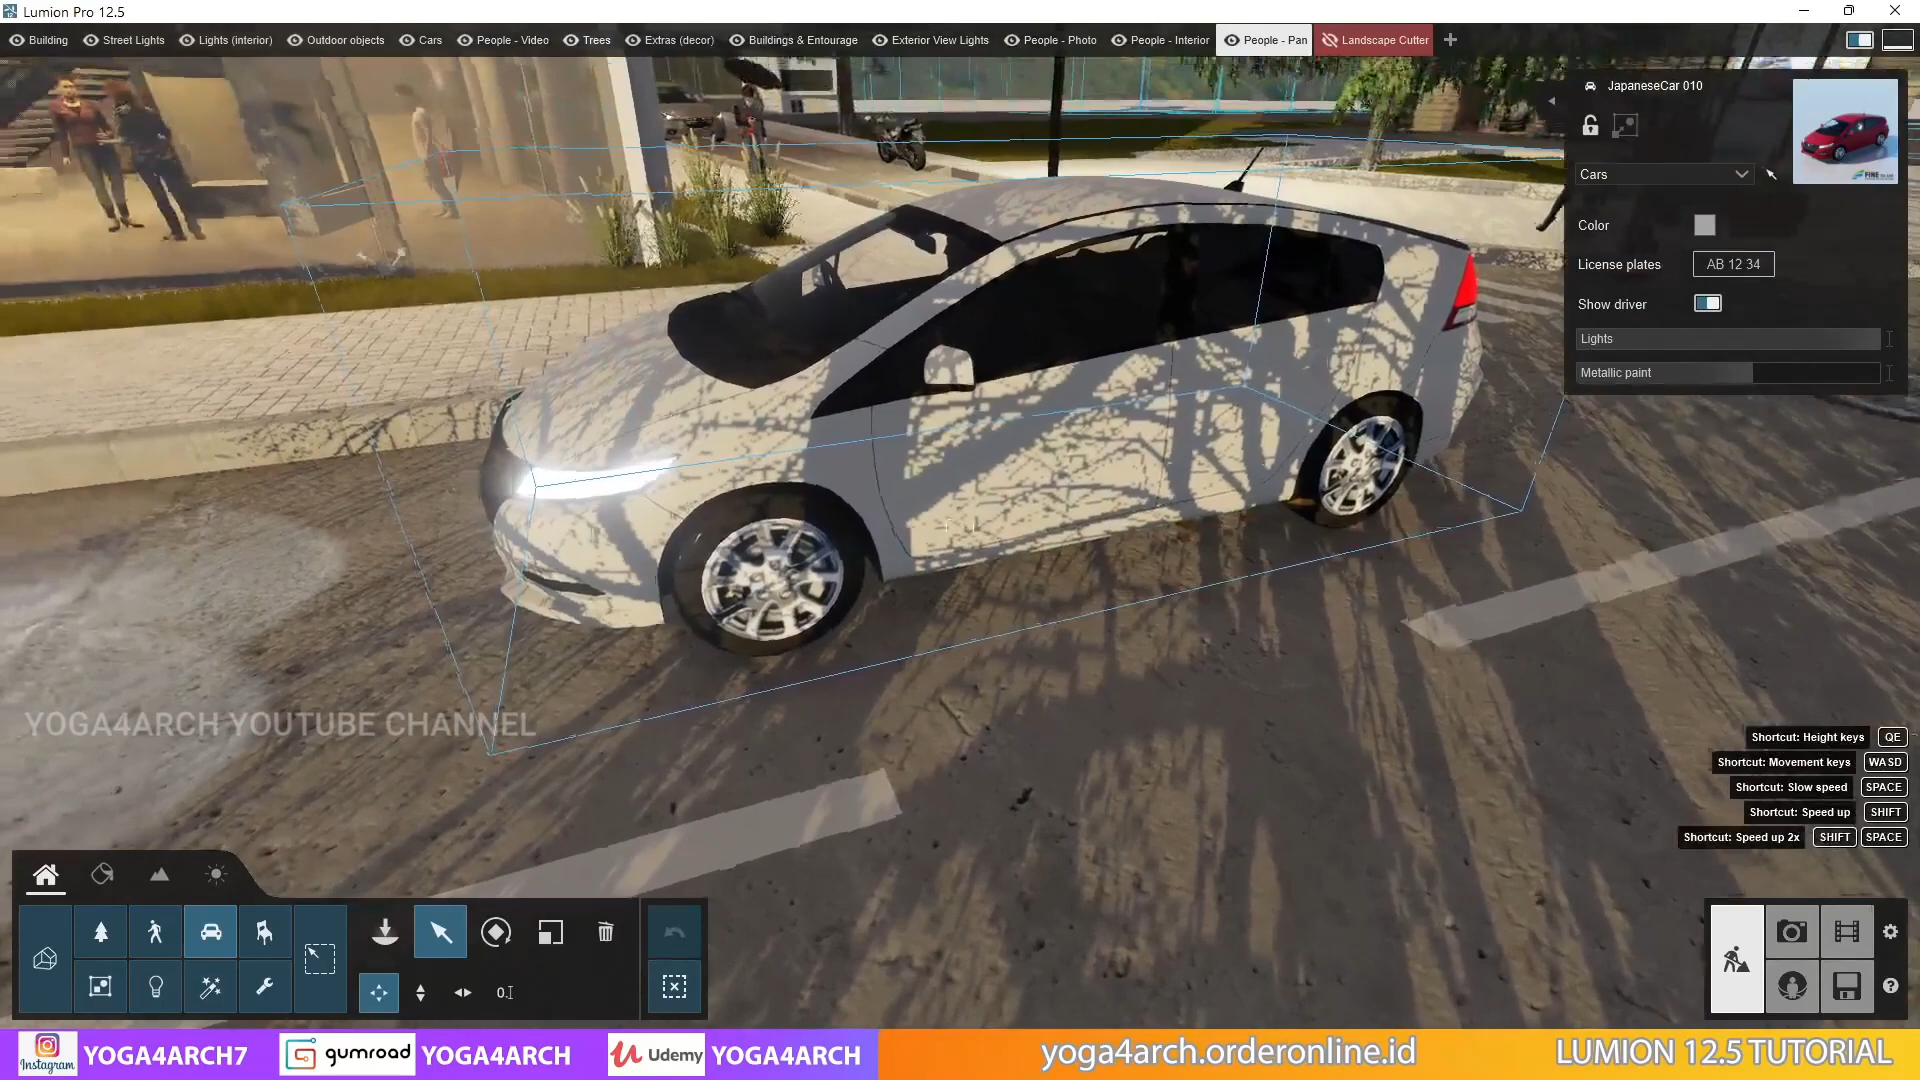 Lumion Pro 12.5
Building Street Lights Lights (interior) Outdoor objects Cars People - Video Trees Extras (decor) Buildings & Entourage Exterior View Lights People - Photo People - Interior People - Pan Landscape Cutter
JapaneseCar 010
Cars
Color
License plates AB 12 34
Show driver
Lights
Metallic paint
YOGA4ARCH YOUTUBE CHANNEL
Shortcut: Height keys QE
Shortcut: Movement keys WASD
Shortcut: Slow speed SPACE
Shortcut: Speed up SHIFT
Shortcut: Speed up 2x SHIFT SPACE
Instagram YOGA4ARCH7 gumroad YOGA4ARCH Udemy YOGA4ARCH yoga4arch.orderonline.id LUMION 12.5 TUTORIAL